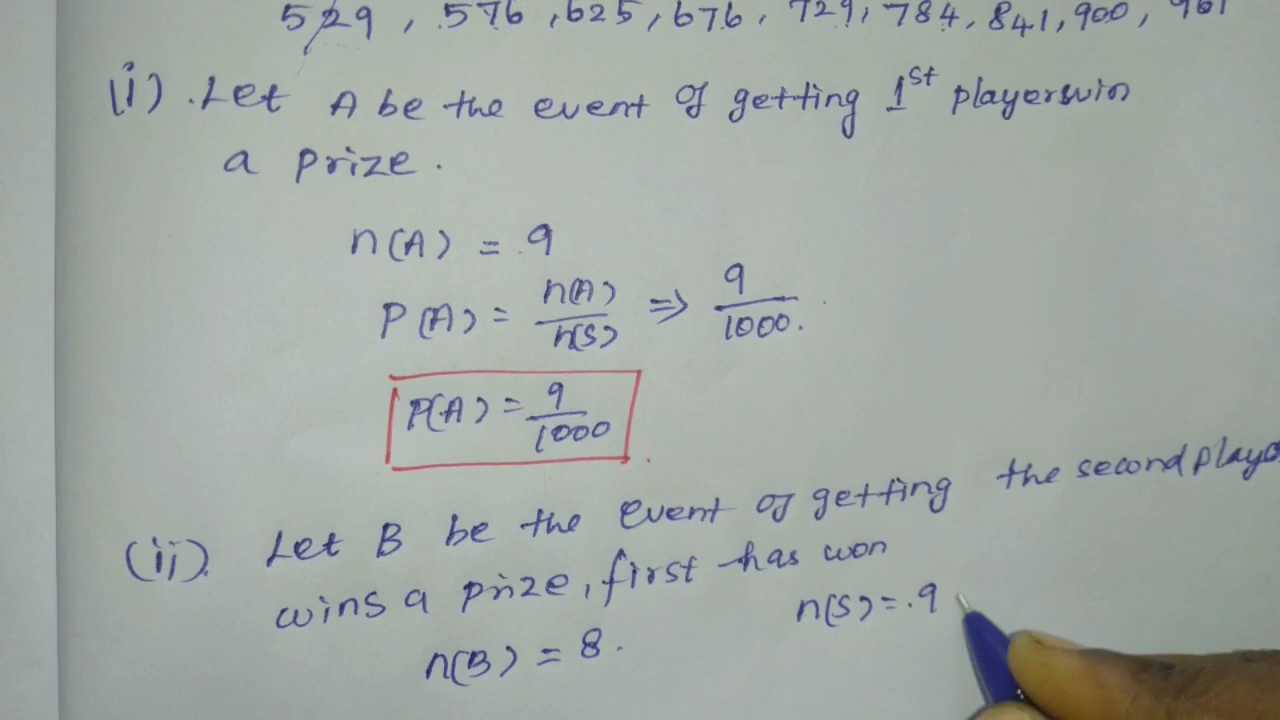 529 , 576 , 625 , 676 , 729 , 784 , 841 , 900 , 961
(i) . Let A be the event of getting 1st players win
a prize .
n(A) = 9
P(A) = n(A)/n(S) ⇒ 9/1000.
P(A) = 9/1000 .
(ii). Let B be the event of getting the second playe
wins a prize , first has won
n(B) = 8 . n(S) = . 9